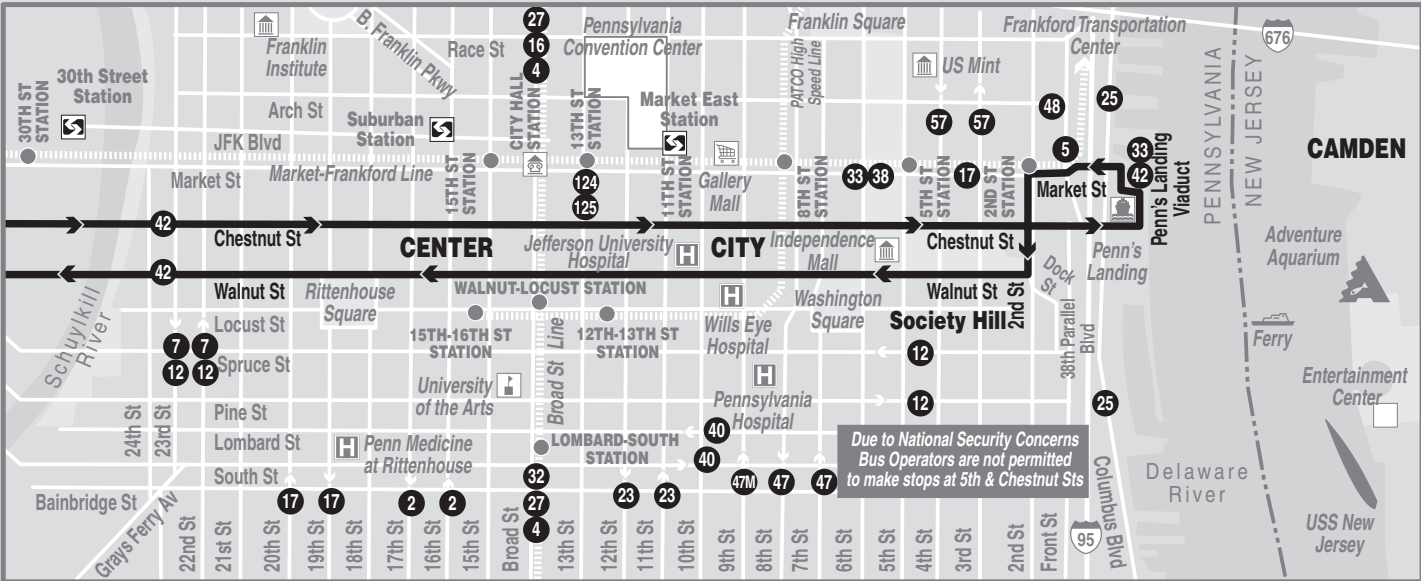 27
16
4
Pennsylvania
Convention Center
Franklin Square
Frankford Transportation
Center
676
Franklin
Institute
B. Franklin Pkwy
Race St
PATCO High
Speed Line
US Mint
PENNSYLVANIA
NEW JERSEY
30th Street
Station
30TH ST
STATION
Arch St
Suburban
Station
CITY HALL
STATION
13TH ST
STATION
Market East
Station
57
57
48
25
JFK Blvd
Market-Frankford Line
Market St
15TH ST
STATION
124
125
11TH ST
STATION
Gallery
Mall
8TH ST
STATION
33
38
5TH ST
STATION
17
2ND ST
STATION
5
Market St
33
42
Penn's Landing
Viaduct
CAMDEN
42
Chestnut St
CENTER
Jefferson University
Hospital
CITY
Independence
Mall
Chestnut St
Penn's
Landing
Adventure
Aquarium
42
Walnut St
Rittenhouse
Square
WALNUT-LOCUST STATION
Washington
Square
Walnut St
2nd St
Dock
St
Society Hill
Schuylkill
River
Locust St
15TH-16TH ST
STATION
12TH-13TH ST
STATION
Wills Eye
Hospital
38th Parallel
Blvd
Ferry
7
7
12
12
Spruce St
12
University
of the Arts
Broad St Line
Pennsylvania
Hospital
12
25
Entertainment
Center
24th St
23rd St
Pine St
Lombard St
Penn Medicine
at Rittenhouse
LOMBARD-SOUTH
STATION
40
40
Due to National Security Concerns
Bus Operators are not permitted
to make stops at 5th & Chestnut Sts
South St
Bainbridge St
Grays Ferry Av
17
17
2
2
32
27
4
23
23
47M
47
47
Columbus Blvd
95
Delaware
River
USS New
Jersey
22nd St
21st St
20th St
19th St
18th St
17th St
16th St
15th St
Broad St
13th St
12th St
11th St
10th St
9th St
8th St
7th St
6th St
5th St
4th St
3rd St
2nd St
Front St